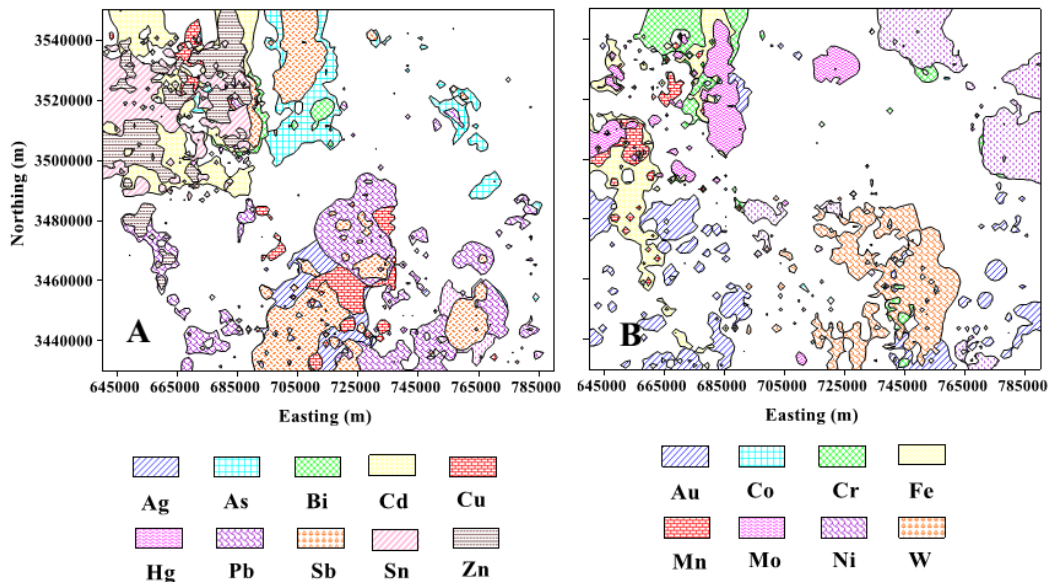 3540000
3520000
3500000
3480000
3460000
3440000
Northing (m)
A
645000 665000 685000 705000 725000 745000 765000 785000
Easting (m)
B
645000 665000 685000 705000 725000 745000 765000 785000
Easting (m)
Ag As Bi Cd Cu
Hg Pb Sb Sn Zn
Au Co Cr Fe
Mn Mo Ni W